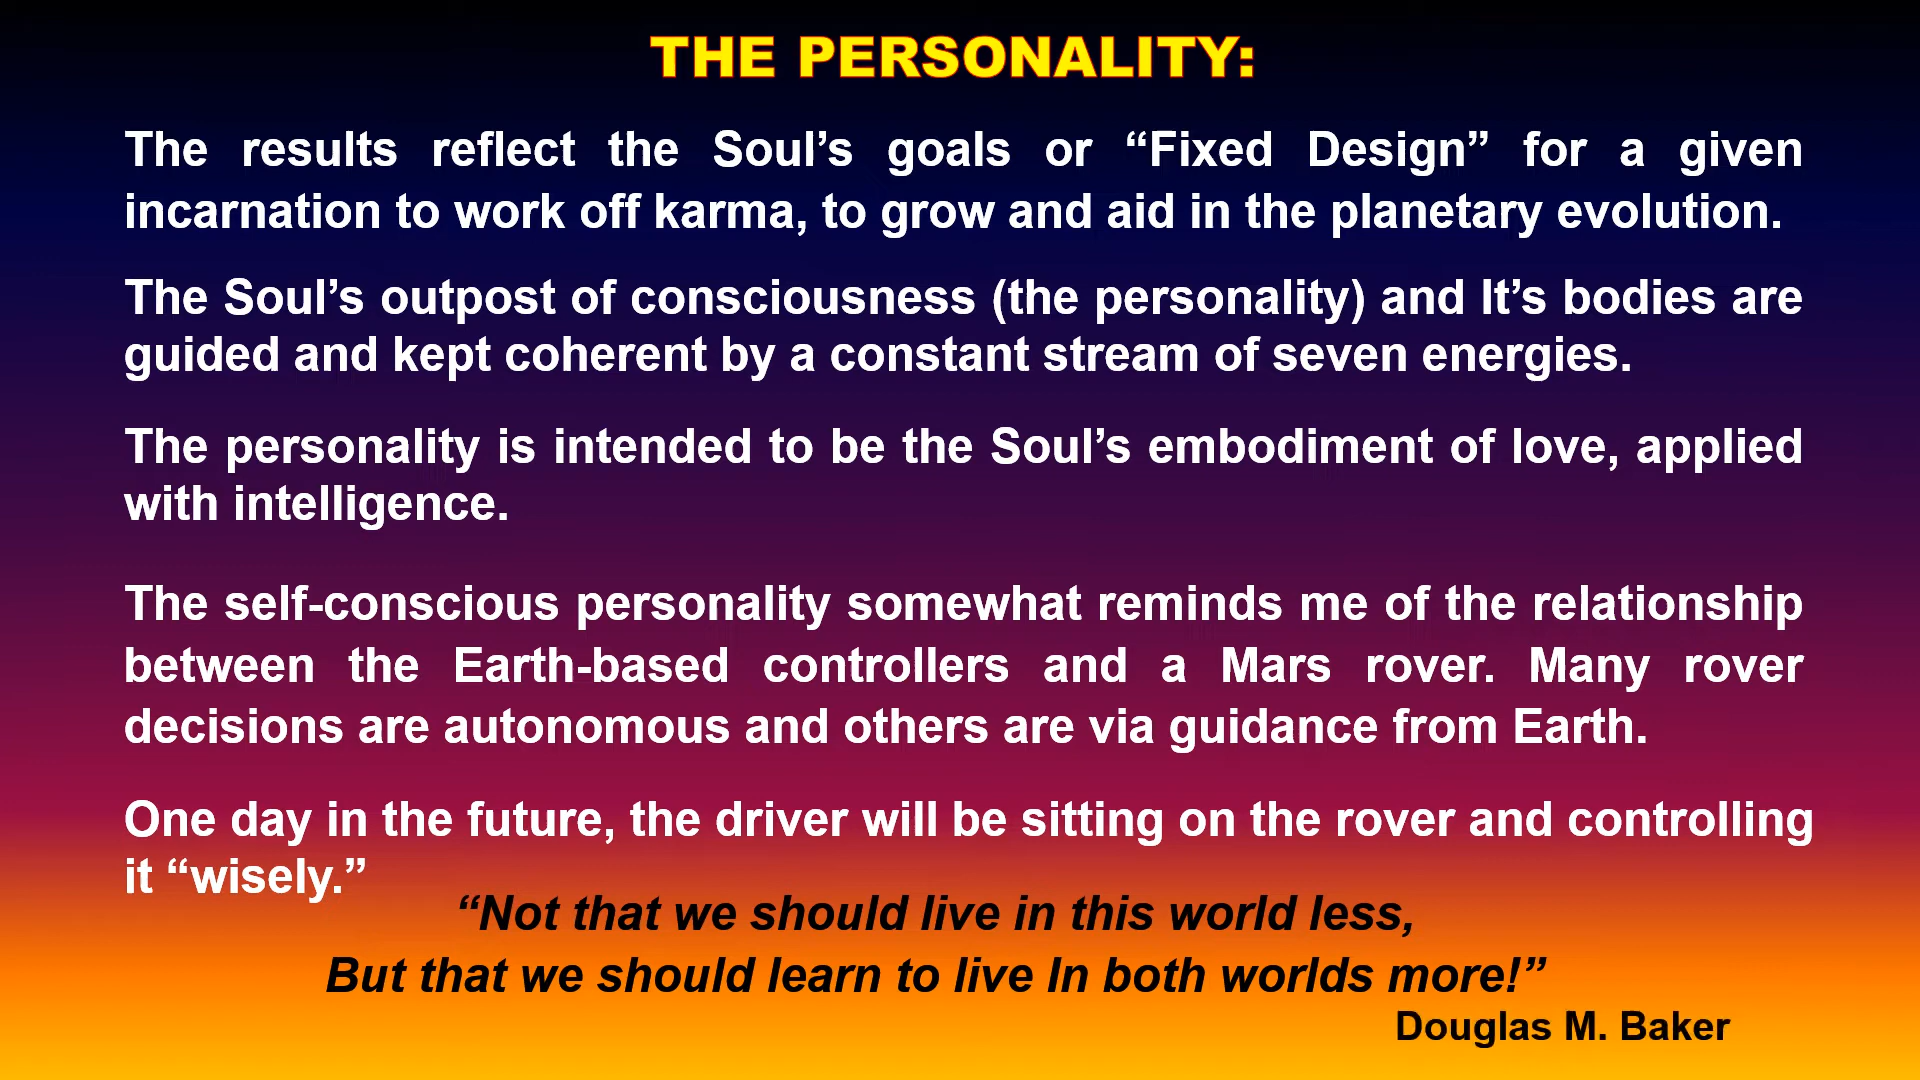 THE PERSONALITY:
The results reflect the Soul’s goals or “Fixed Design” for a given
incarnation to work off karma, to grow and aid in the planetary evolution.
The Soul’s outpost of consciousness (the personality) and It’s bodies are
guided and kept coherent by a constant stream of seven energies.
The personality is intended to be the Soul’s embodiment of love, applied
with intelligence.
The self-conscious personality somewhat reminds me of the relationship
between the Earth-based controllers and a Mars rover. Many rover
decisions are autonomous and others are via guidance from Earth.
One day in the future, the driver will be sitting on the rover and controlling
it “wisely.”
“Not that we should live in this world less,
But that we should learn to live In both worlds more!”
Douglas M. Baker